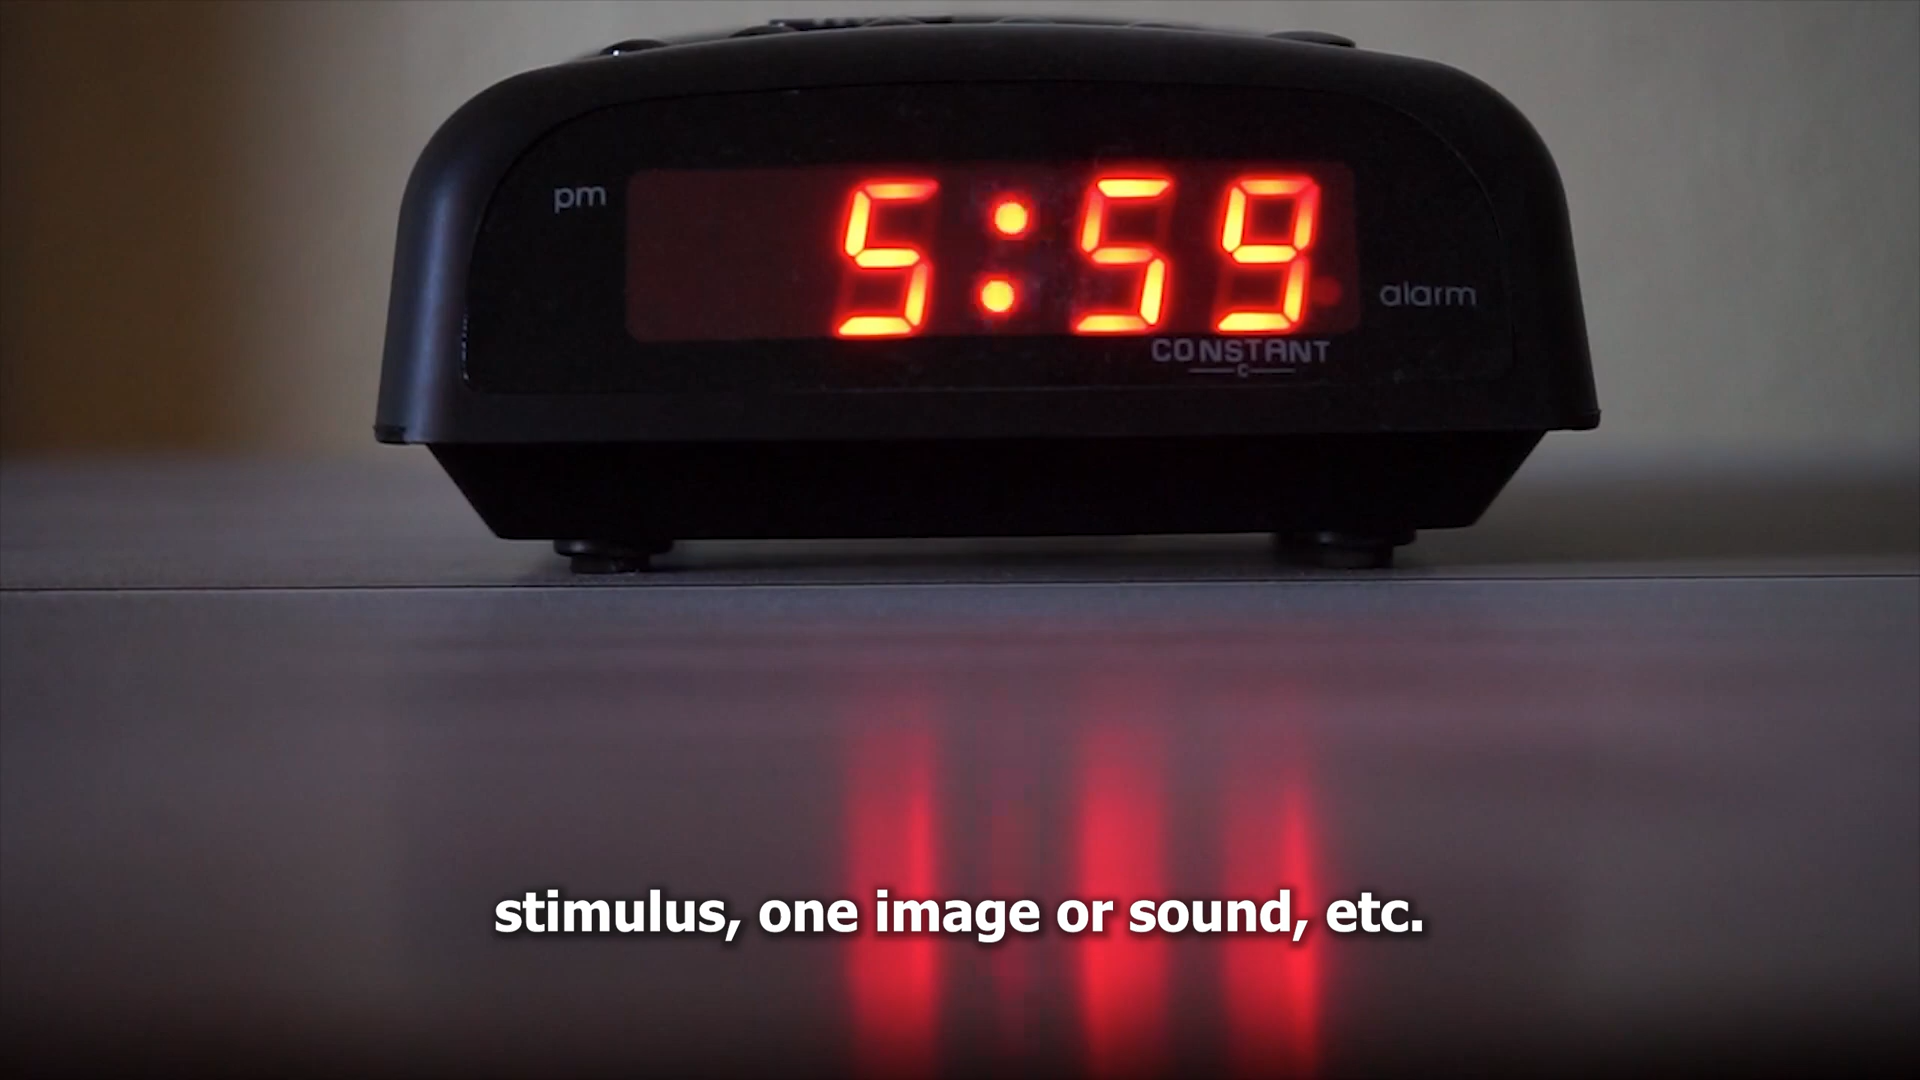 pm
5:59
alarm
CONSTANT
C
stimulus, one image or sound, etc.